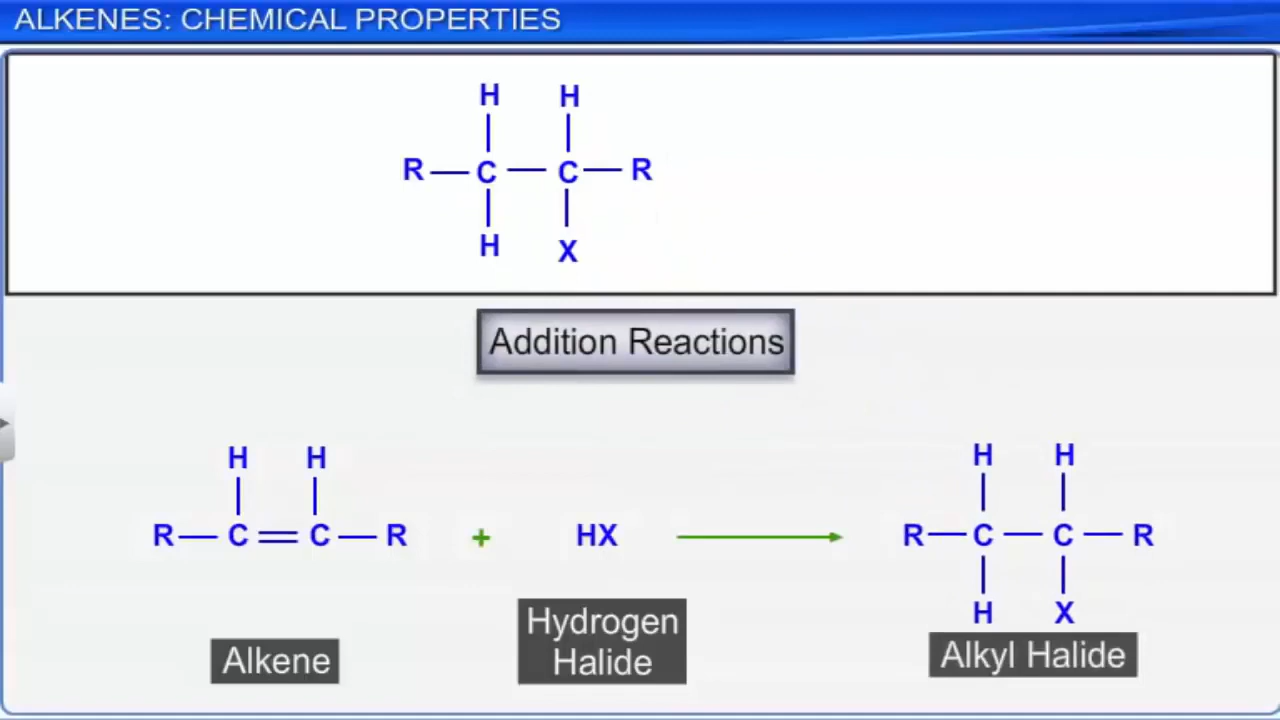 ALKENES: CHEMICAL PROPERTIES
H H
R C C R
H X
Addition Reactions
H H H H
R C C R + HX R C C R
H X
Alkene
Hydrogen
Halide
Alkyl Halide